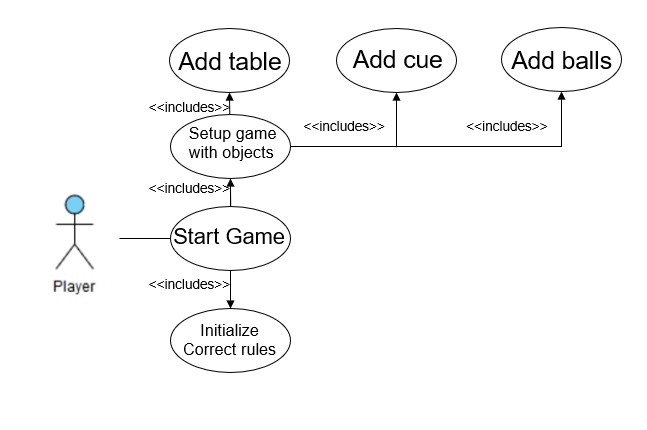 Add table
Add cue
Add balls
<<includes>>
<<includes>>
<<includes>>
Setup game
with objects
<<includes>>
Start Game
Player
<<includes>>
Initialize
Correct rules